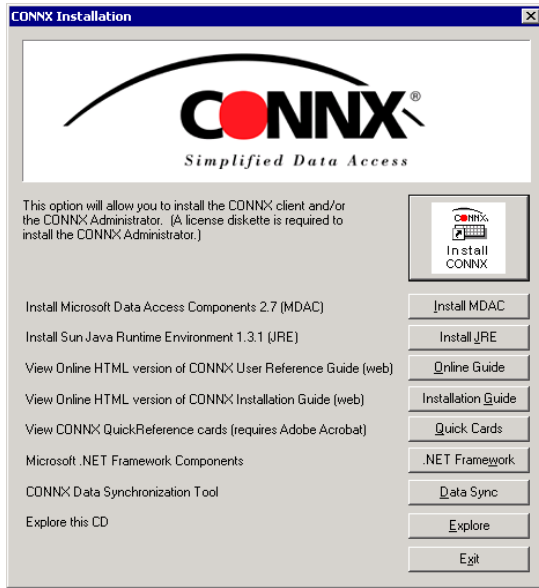 CONNX Installation
CONNX®
Simplified Data Access
This option will allow you to install the CONNX client and/or
the CONNX Administrator. (A license diskette is required to
install the CONNX Administrator.)
CONNX
Install
CONNX
Install Microsoft Data Access Components 2.7 (MDAC)
Install MDAC
Install Sun Java Runtime Environment 1.3.1 (JRE)
Install JRE
View Online HTML version of CONNX User Reference Guide (web)
Online Guide
View Online HTML version of CONNX Installation Guide (web)
Installation Guide
View CONNX QuickReference cards (requires Adobe Acrobat)
Quick Cards
Microsoft .NET Framework Components
.NET Framework
CONNX Data Synchronization Tool
Data Sync
Explore this CD
Explore
Exit